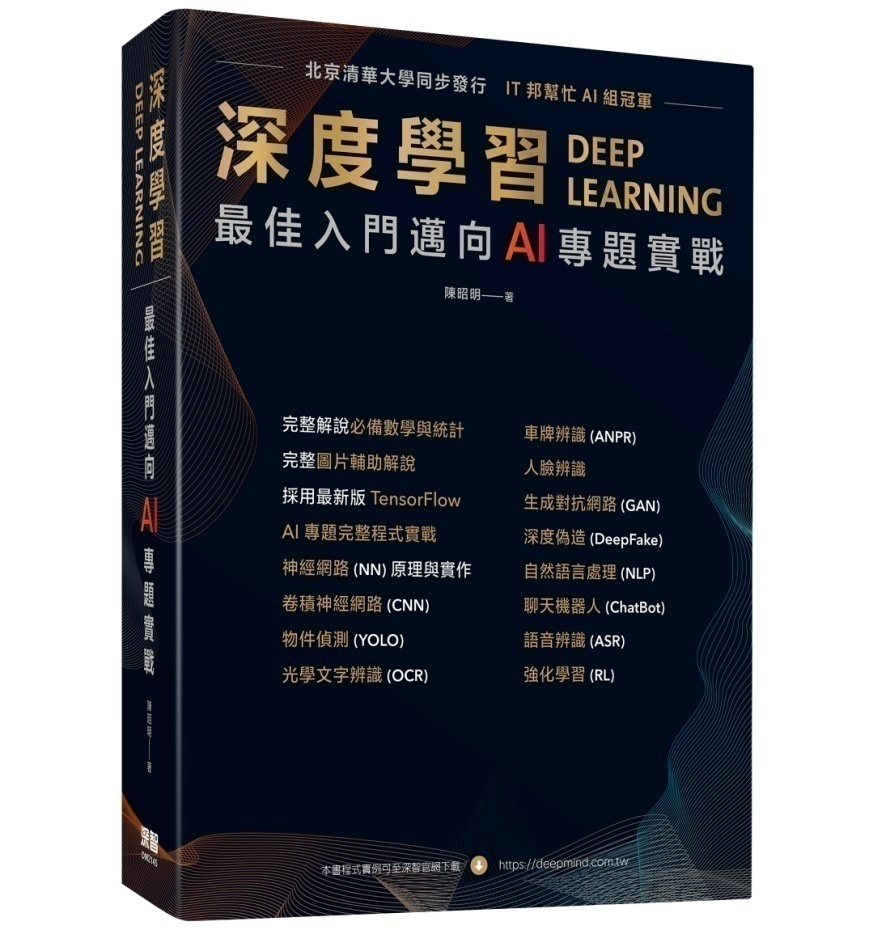 北京清華大學同步發行 IT 邦幫忙 AI 組冠軍
深度學習 DEEP LEARNING
最佳入門邁向 AI 專題實戰
陳昭明——著
完整解說必備數學與統計
完整圖片輔助解說
採用最新版 TensorFlow
AI 專題完整程式實戰
神經網路 (NN) 原理與實作
卷積神經網路 (CNN)
物件偵測 (YOLO)
光學文字辨識 (OCR)
車牌辨識 (ANPR)
人臉辨識
生成對抗網路 (GAN)
深度偽造 (DeepFake)
自然語言處理 (NLP)
聊天機器人 (ChatBot)
語音辨識 (ASR)
強化學習 (RL)
本書程式實例可至深智官網下載 https://deepmind.com.tw
深度學習
DEEP LEARNING
最佳入門邁向 AI 專題實戰
陳昭明——著
深智
DM2145